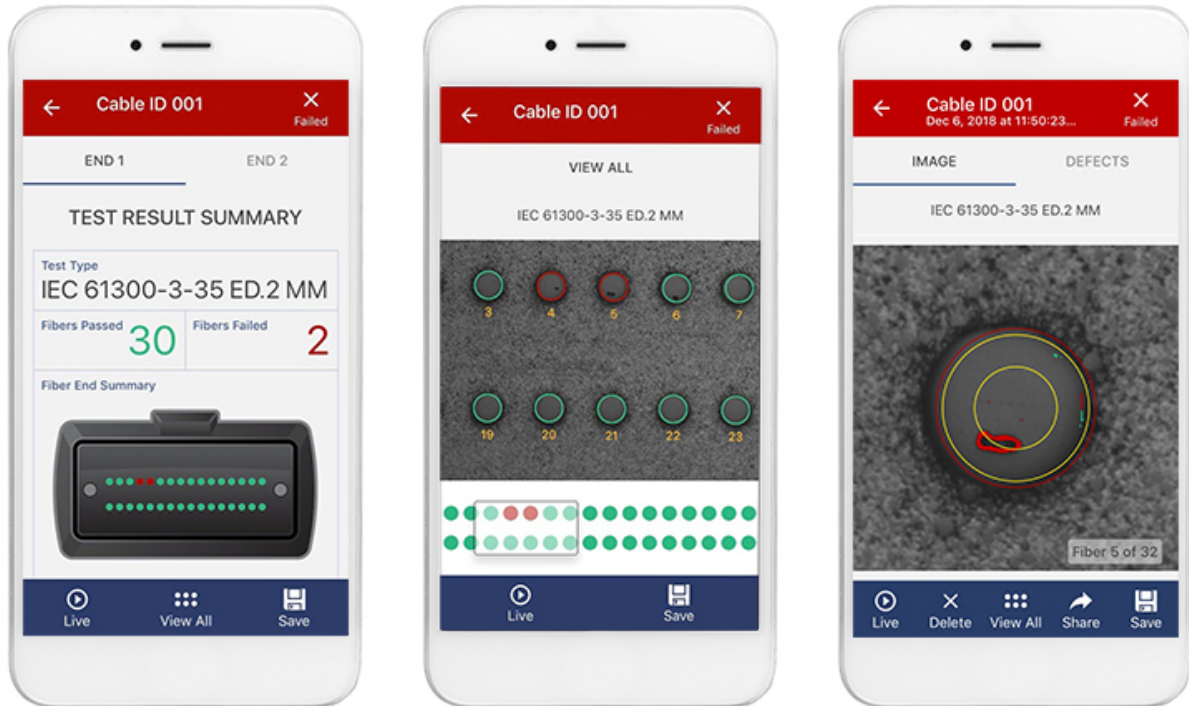 Cable ID 001
Failed
END 1 END 2
TEST RESULT SUMMARY
Test Type
IEC 61300-3-35 ED.2 MM
Fibers Passed 30 Fibers Failed 2
Fiber End Summary
Live View All Save
Cable ID 001
Failed
VIEW ALL
IEC 61300-3-35 ED.2 MM
3 4 5 6 7
19 20 21 22 23
Live Save
Cable ID 001
Dec 6, 2018 at 11:50:23... Failed
IMAGE DEFECTS
IEC 61300-3-35 ED.2 MM
Fiber 5 of 32
Live Delete View All Share Save